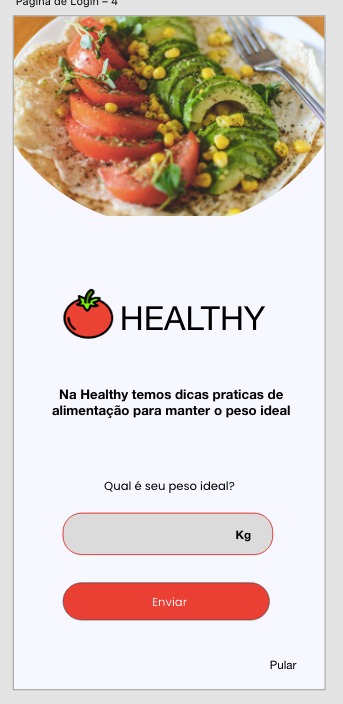 Página de Login – 4
HEALTHY
Na Healthy temos dicas praticas de
alimentação para manter o peso ideal
Qual é seu peso ideal?
Kg
Enviar
Pular